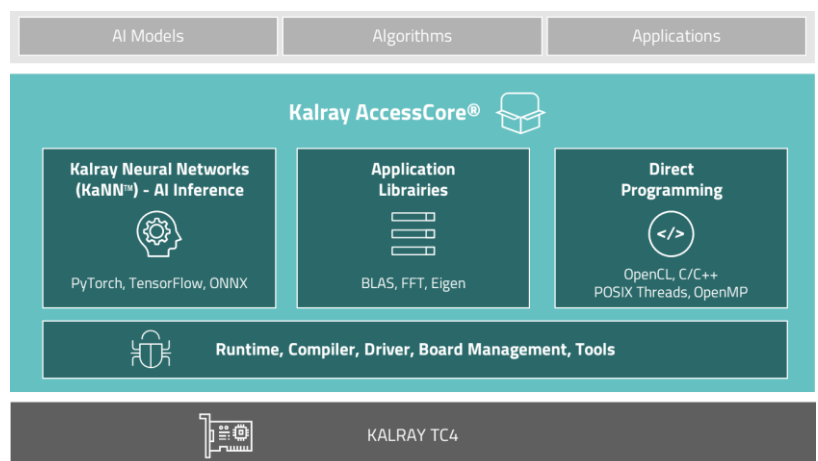 AI Models
Algorithms
Applications
Kalray AccessCore®
Kalray Neural Networks
(KaNN™) - AI Inference
PyTorch, TensorFlow, ONNX
Application
Librairies
BLAS, FFT, Eigen
Direct
Programming
</>
OpenCL, C/C++
POSIX Threads, OpenMP
Runtime, Compiler, Driver, Board Management, Tools
KALRAY TC4